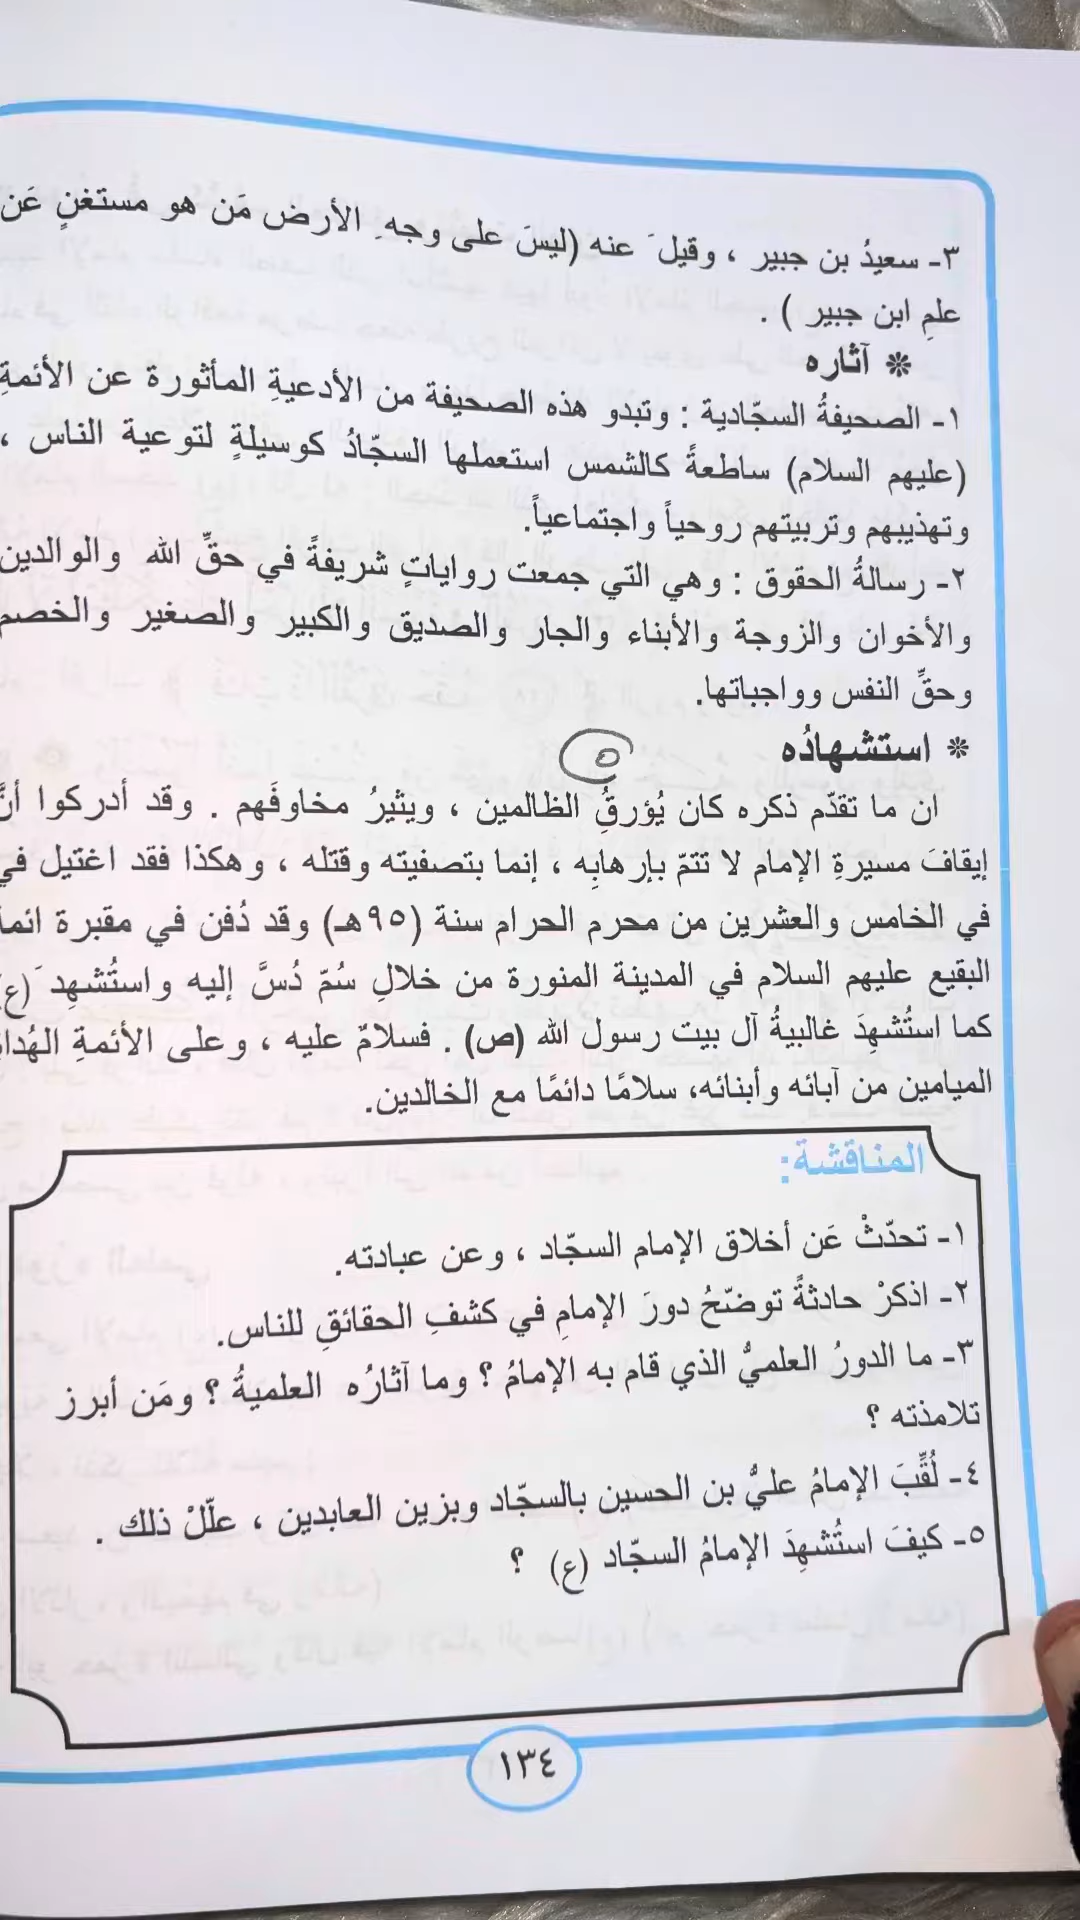 ٣- سعيدُ بن جبير ، وقيلَ عنه (ليسَ على وجهِ الأرض مَن هو مستغنٍ عَن
علمِ ابن جبير ) .
* آثاره
١- الصحيفةُ السجّادية : وتبدو هذه الصحيفة من الأدعيةِ المأثورة عن الأئمةِ
(عليهم السلام) ساطعةً كالشمس استعملها السجّادُ كوسيلةٍ لتوعية الناس ،
وتهذيبهم وتربيتهم روحياً واجتماعياً.
٢- رسالةُ الحقوق : وهي التي جمعت رواياتٍ شريفةً في حقِّ الله والوالدين
والأخوان والزوجة والأبناء والجار والصديق والكبير والصغير والخصم
وحقِّ النفس وواجباتها.
* استشهادُه ٥
ان ما تقدّم ذكره كان يُؤرقُ الظالمين ، ويثيرُ مخاوفَهم . وقد أدركوا أنَّ
إيقافَ مسيرةِ الإمام لا تتمّ بإرهابِه ، إنما بتصفيته وقتله ، وهكذا فقد اغتيل في
في الخامس والعشرين من محرم الحرام سنة (٩٥هـ) وقد دُفن في مقبرة ائمة
البقيع عليهم السلام في المدينة المنورة من خلالِ سُمّ دُسَّ إليه واستُشهِدَ (ع)
كما استُشهِدَ غالبيةُ آل بيت رسول الله (ص) . فسلامٌ عليه ، وعلى الأئمةِ الهُداة
الميامين من آبائه وأبنائه، سلامًا دائمًا مع الخالدين.
المناقشة:
١- تحدّثْ عَن أخلاق الإمام السجّاد ، وعن عبادته.
٢- اذكرْ حادثةً توضّحُ دورَ الإمامِ في كشفِ الحقائقِ للناس.
٣- ما الدورُ العلميُّ الذي قام به الإمامُ ؟ وما آثارُه العلميةُ ؟ ومَن أبرز
تلامذته ؟
٤- لُقِّبَ الإمامُ عليُّ بن الحسين بالسجّاد وبزين العابدين ، علّلْ ذلك .
٥- كيفَ استُشهِدَ الإمامُ السجّاد (ع) ؟
١٣٤